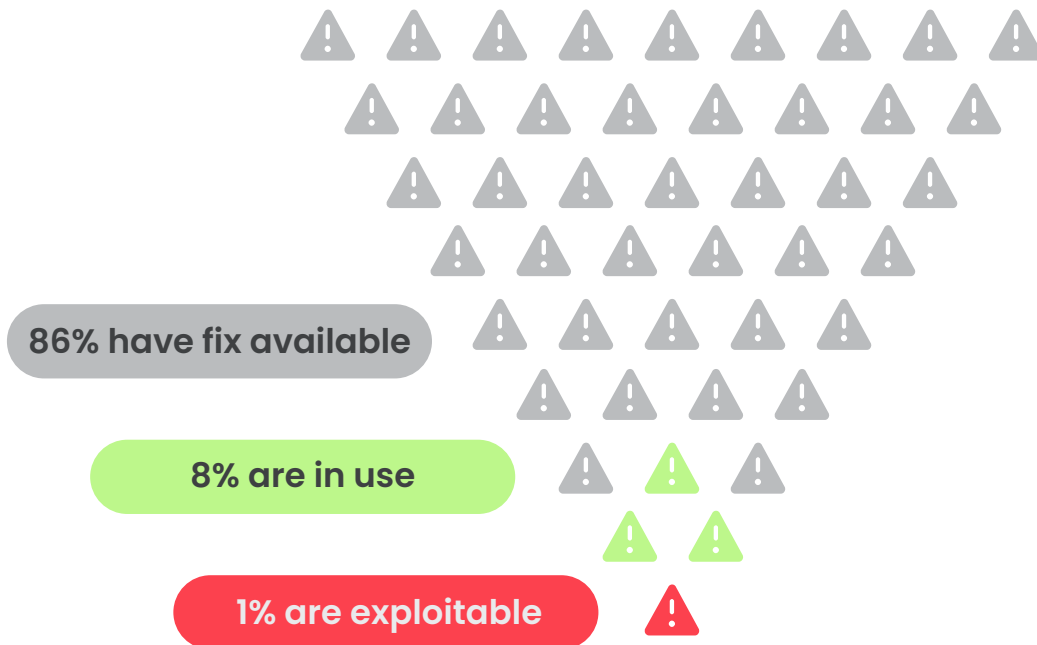 86% have fix available
8% are in use
1% are exploitable